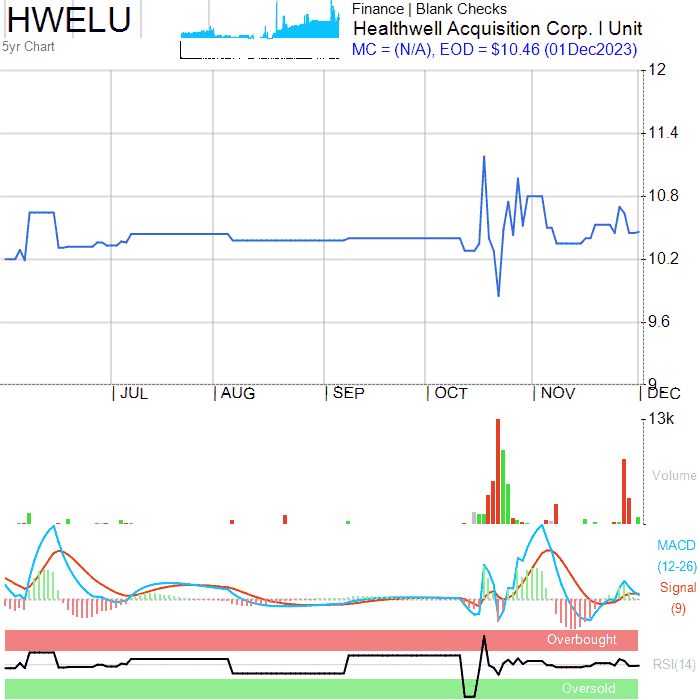 HWELU
5yr Chart
Finance | Blank Checks
Healthwell Acquisition Corp. I Unit
MC = (N/A), EOD = $10.46 (01Dec2023)
12
11.4
10.8
10.2
9.6
9
| JUL | AUG | SEP | OCT | NOV | DEC
13k
Volume
MACD
(12-26)
Signal
(9)
Overbought
RSI(14)
Oversold